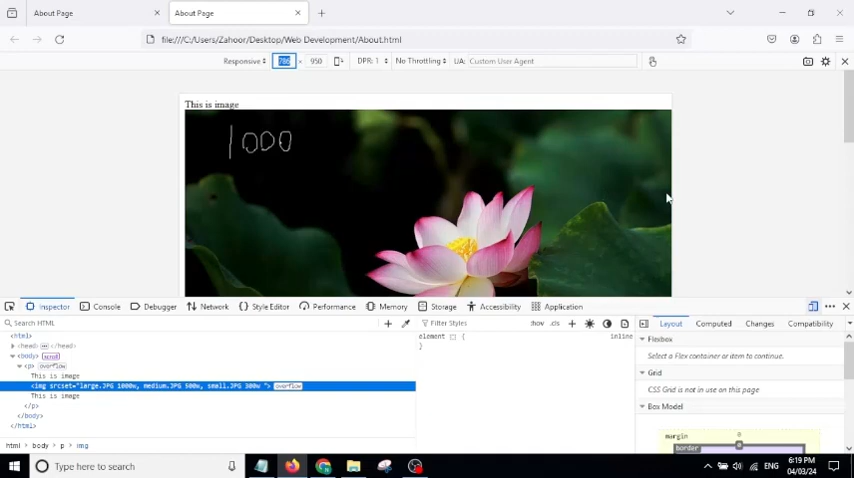 About Page
About Page
file:///C:/Users/Zahoor/Desktop/Web Development/About.html
Responsive 786 × 950 DPR: 1 No Throttling UA: Custom User Agent
This is image
1000
Inspector Console Debugger Network Style Editor Performance Memory Storage Accessibility Application
Search HTML
Filter Styles :hov .cls
Layout Computed Changes Compatibility
<html>
<head> </head>
<body> scroll
<p> overflow
This is image
<img srcset="large.JPG 1000w, medium.JPG 500w, small.JPG 300w "> overflow
This is image
</p>
</body>
</html>
element { inline
}
Flexbox
Select a Flex container or item to continue.
Grid
CSS Grid is not in use on this page
Box Model
margin 0
border
html body p img
Type here to search
ENG
6:19 PM
04/03/24